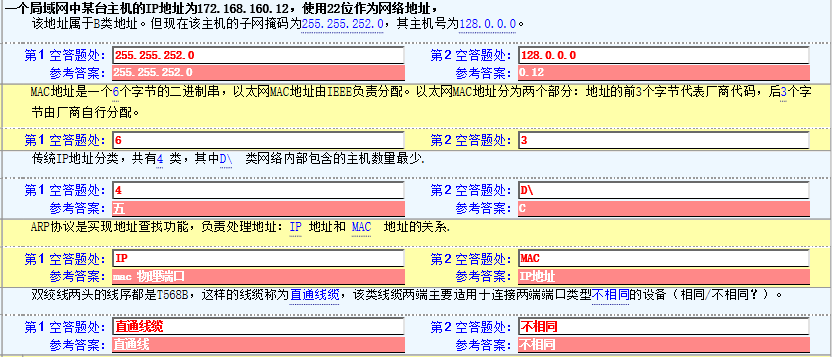 一个局域网中某台主机的IP地址为172.168.160.12，使用22位作为网络地址，
该地址属于B类地址。但现在该主机的子网掩码为255.255.252.0，其主机号为128.0.0.0。
第1空答题处： 255.255.252.0 第2空答题处： 128.0.0.0
参考答案： 255.255.252.0 参考答案： 0.12
MAC地址是一个6个字节的二进制串，以太网MAC地址由IEEE负责分配。以太网MAC地址分为两个部分：地址的前3个字节代表厂商代码，后3个字
节由厂商自行分配。
第1空答题处： 6 第2空答题处： 3
传统IP地址分类，共有4 类，其中D\ 类网络内部包含的主机数量最少.
第1空答题处： 4 第2空答题处： D\
参考答案： 五 参考答案： C
ARP协议是实现地址查找功能，负责处理地址：IP 地址和 MAC 地址的关系.
第1空答题处： IP 第2空答题处： MAC
参考答案： mac 物理端口 参考答案： IP地址
双绞线两头的线序都是T568B，这样的线缆称为直通线缆，该类线缆两端主要适用于连接两端端口类型不相同的设备（相同/不相同？）。
第1空答题处： 直通线缆 第2空答题处： 不相同
参考答案： 直通线 参考答案： 不相同